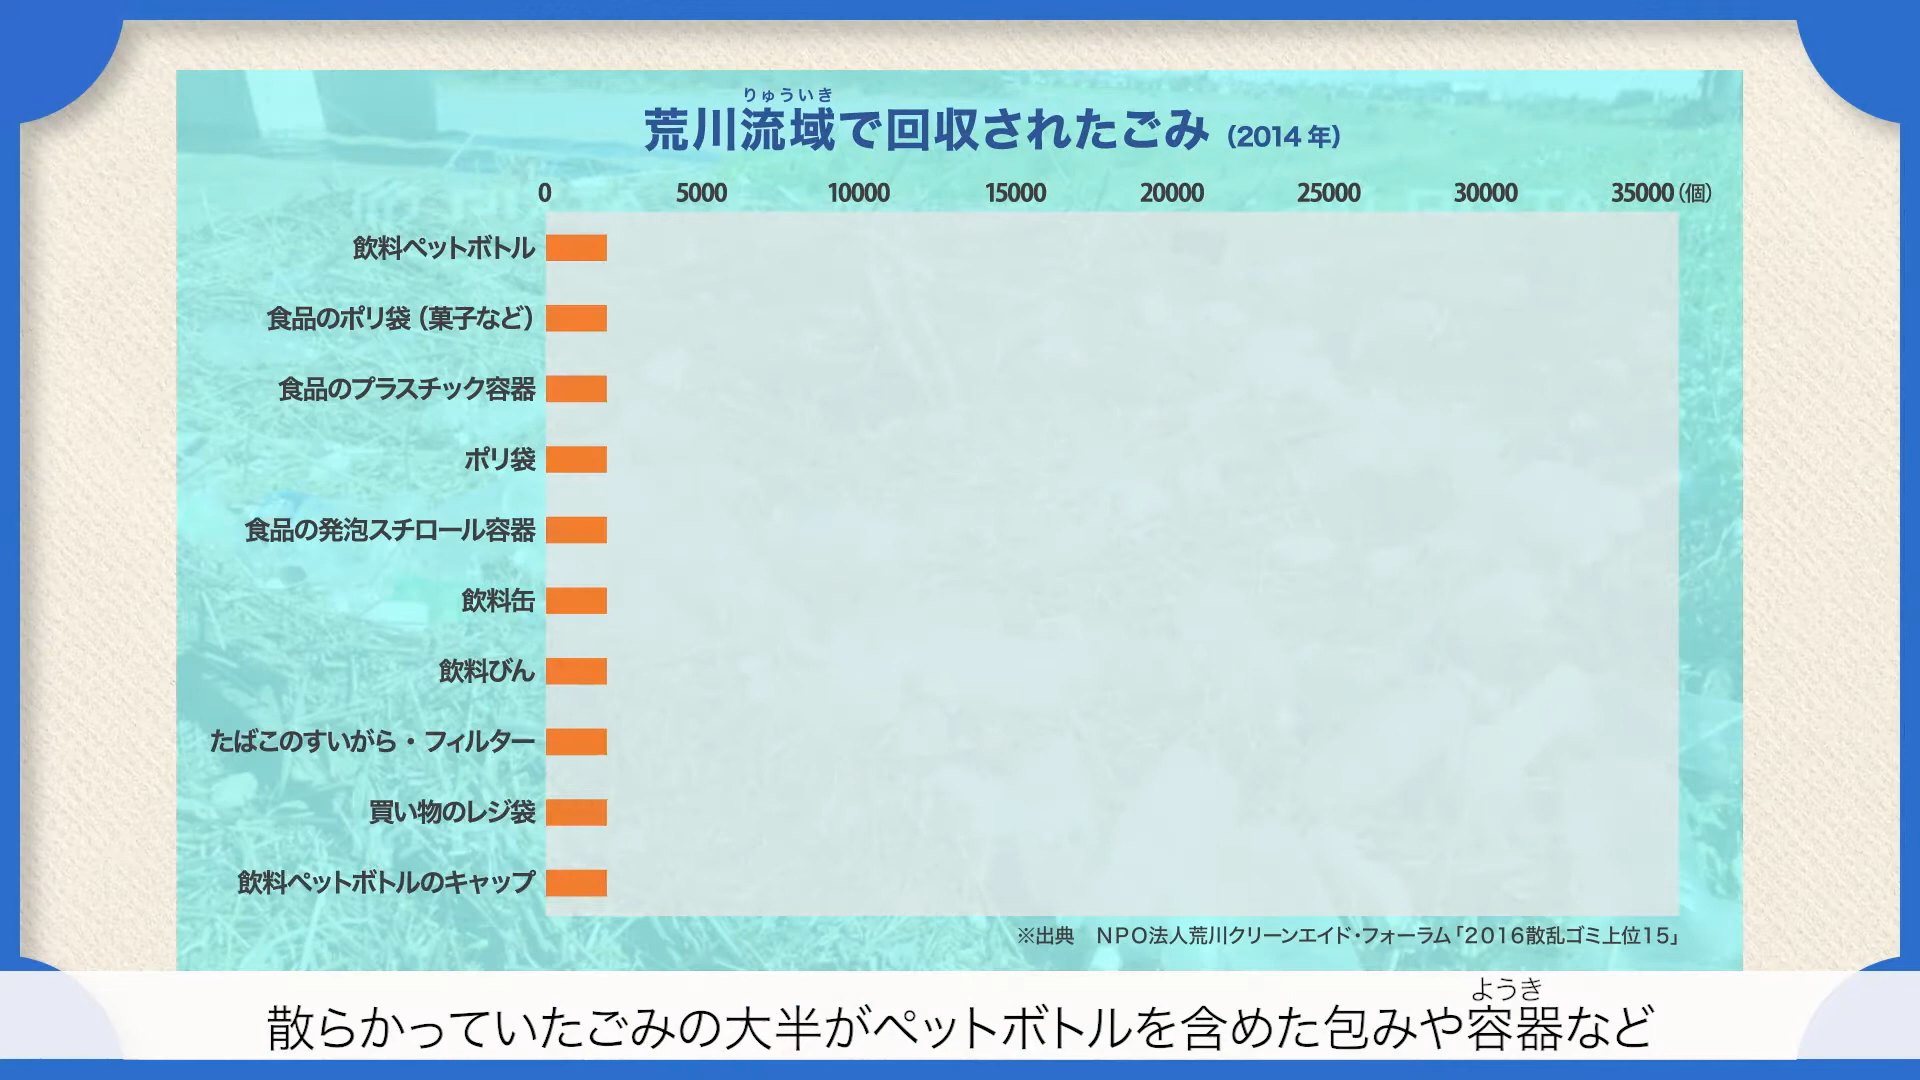 りゅういき
荒川流域で回収されたごみ（2014 年）
0 5000 10000 15000 20000 25000 30000 35000（個）
飲料ペットボトル
食品のポリ袋（菓子など）
食品のプラスチック容器
ポリ袋
食品の発泡スチロール容器
飲料缶
飲料びん
たばこのすいがら・フィルター
買い物のレジ袋
飲料ペットボトルのキャップ
※出典　NPO法人荒川クリーンエイド・フォーラム「2016散乱ゴミ上位15」
ようき
散らかっていたごみの大半がペットボトルを含めた包みや容器など